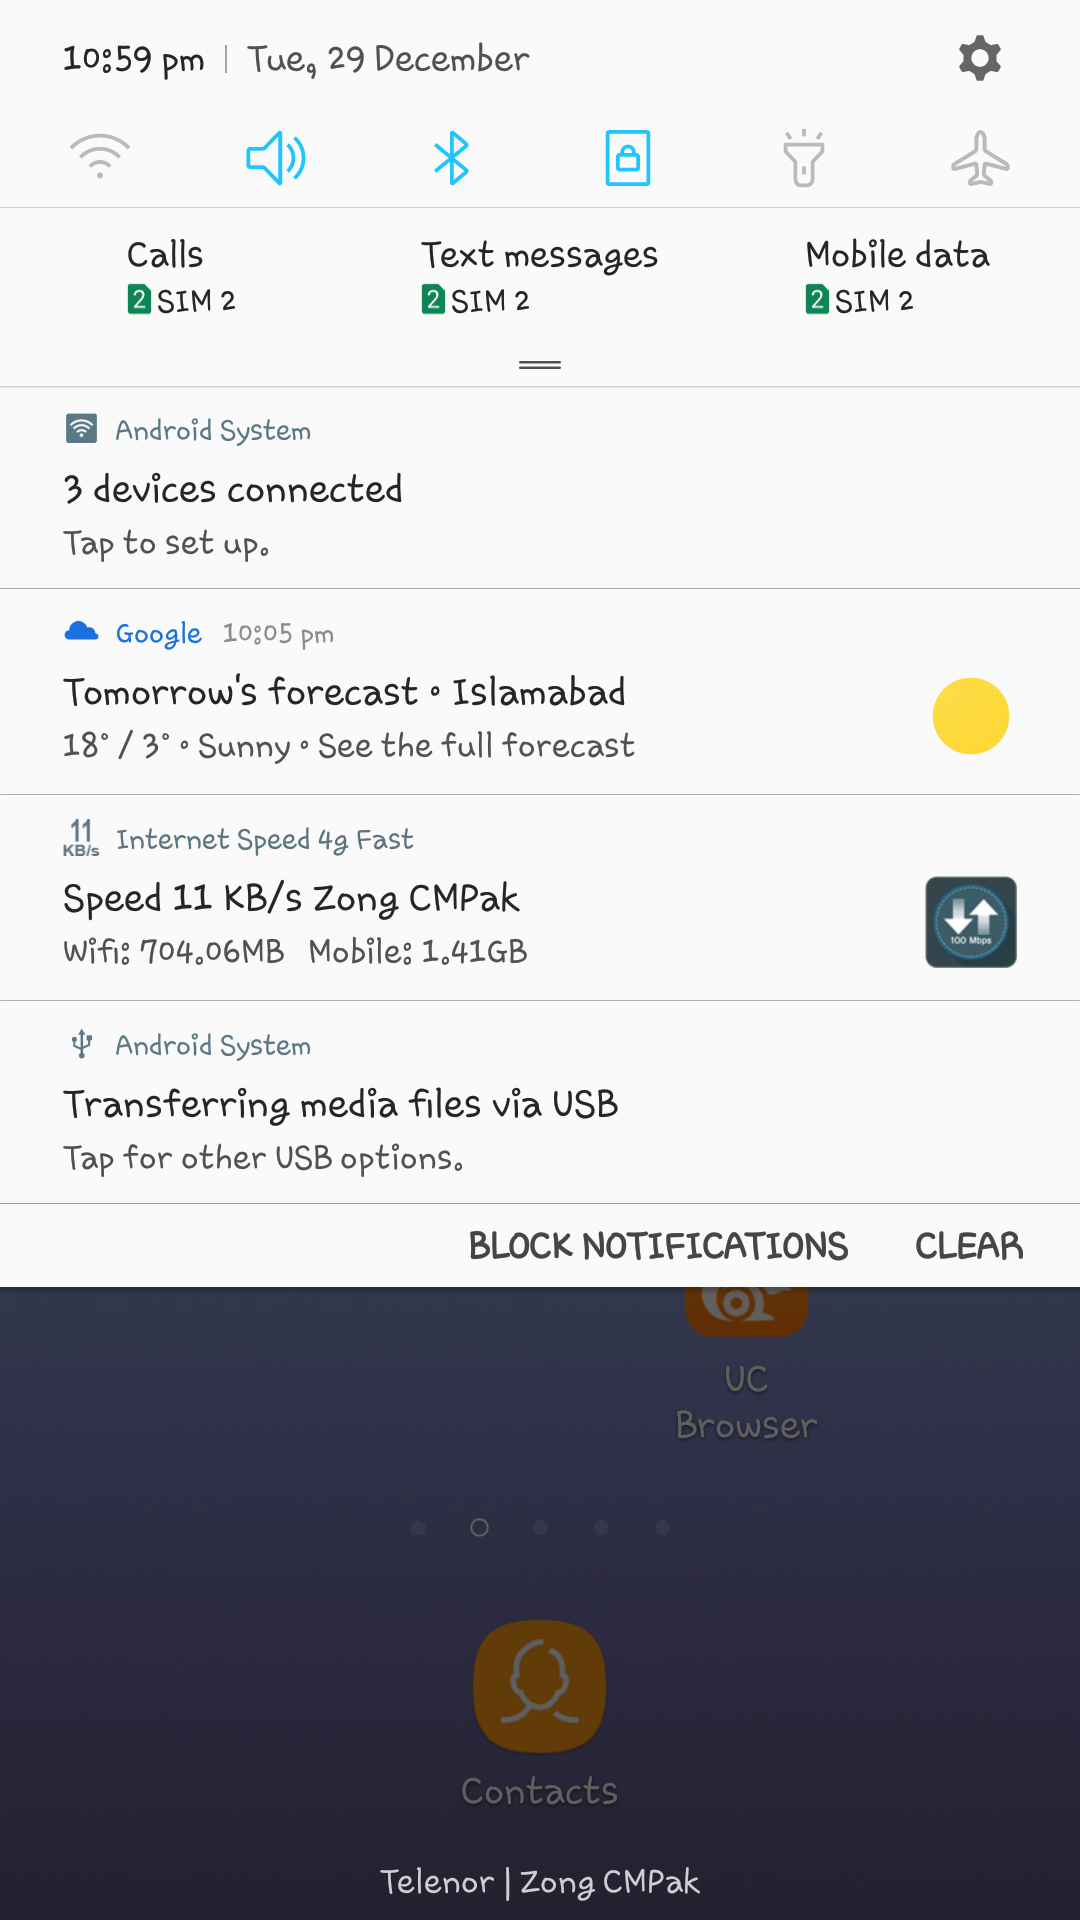 10:59 pm | Tue, 29 December
Calls
2 SIM 2
Text messages
2 SIM 2
Mobile data
2 SIM 2
Android System
3 devices connected
Tap to set up.
Google 10:05 pm
Tomorrow's forecast • Islamabad
18° / 3° • Sunny • See the full forecast
11 KB/s Internet Speed 4g Fast
Speed 11 KB/s Zong CMPak
Wifi: 704.06MB Mobile: 1.41GB
100 Mbps
Android System
Transferring media files via USB
Tap for other USB options.
BLOCK NOTIFICATIONS CLEAR
UC
Browser
Contacts
Telenor | Zong CMPak